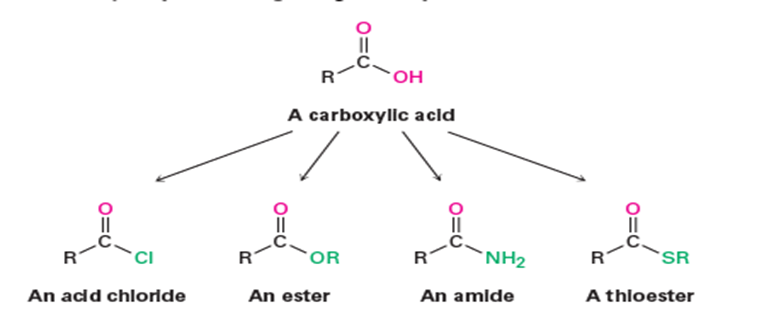 O
C
R OH
A carboxylic acid
O O O O
C C C C
R Cl R OR R NH₂ R SR
An acid chloride An ester An amide A thioester